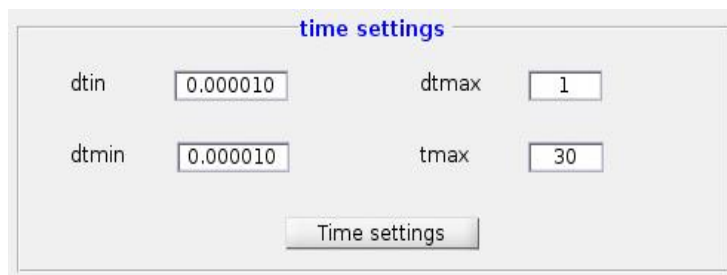 time settings
dtin 0.000010 dtmax 1
dtmin 0.000010 tmax 30
Time settings